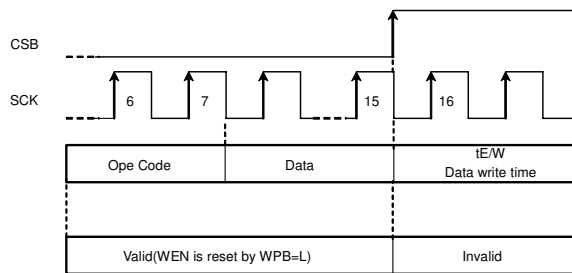 CSB
SCK
6
7
15
16
Ope Code
Data
tE/W
Data write time
Valid(WEN is reset by WPB=L)
Invalid